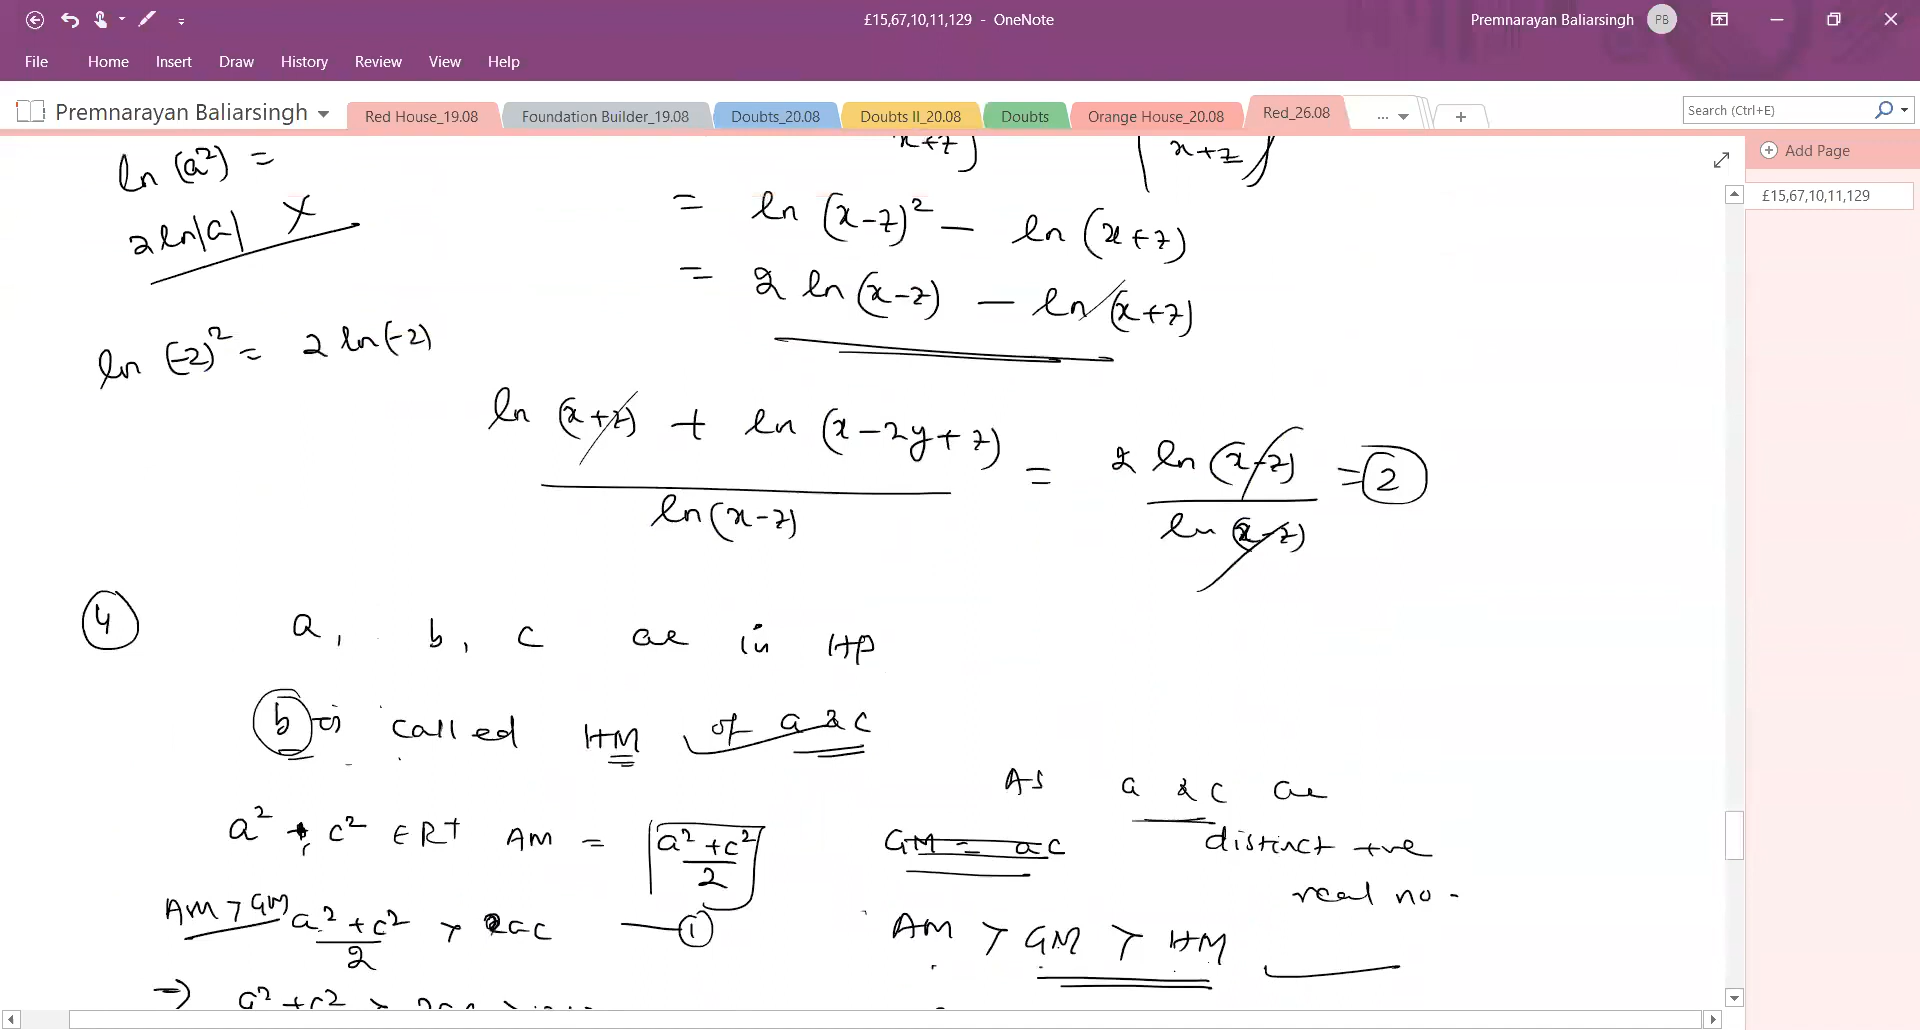 £15,67,10,11,129 - OneNote
Premnarayan Baliarsingh PB
File Home Insert Draw History Review View Help
Premnarayan Baliarsingh
Red House_19.08 Foundation Builder_19.08 Doubts_20.08 Doubts II_20.08 Doubts Orange House_20.08 Red_26.08 ... +
Search (Ctrl+E)
Add Page
£15,67,10,11,129
x+z) (x+z)
ln (a²) =
2 ln|a| X
= ln (x-z)² - ln (x+z)
= 2 ln (x-z) - ln (x+z)
ln (-2)² = 2 ln(-2)
ln (x+z) + ln (x-2y+z) / ln(x-z) = 2 ln (x-z) / ln (x-z) = 2
4 a, b, c are in HP
b is called HM of a & c
As a & c are
distinct +ve
real no -
a² , c² ∈ R+ AM = a²+c² / 2 GM = ac
AM > GM a²+c² / 2 > ac — 1
AM > GM > HM
⇒ a²+c² > 2ac >